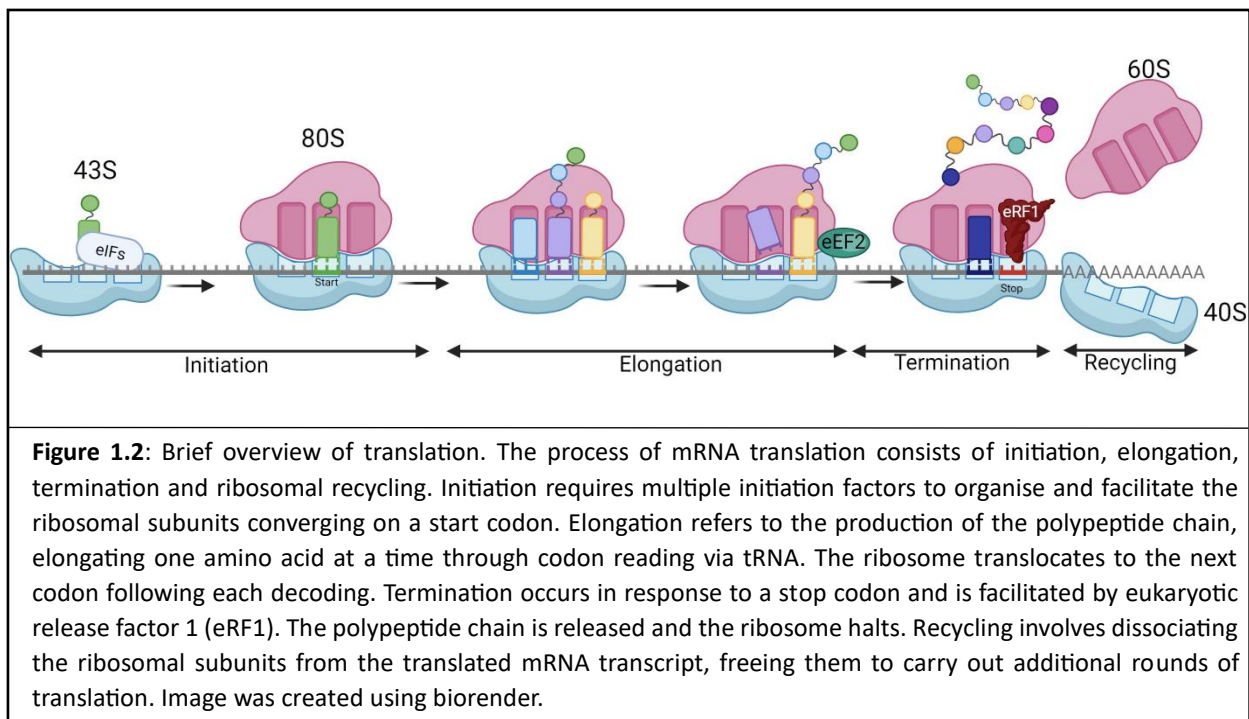 60S
80S
43S
eRF1
eIFs
eEF2
Start
Stop
AAAAAAAAAAAA
40S
Initiation
Elongation
Termination
Recycling
Figure 1.2: Brief overview of translation. The process of mRNA translation consists of initiation, elongation,
termination and ribosomal recycling. Initiation requires multiple initiation factors to organise and facilitate the
ribosomal subunits converging on a start codon. Elongation refers to the production of the polypeptide chain,
elongating one amino acid at a time through codon reading via tRNA. The ribosome translocates to the next
codon following each decoding. Termination occurs in response to a stop codon and is facilitated by eukaryotic
release factor 1 (eRF1). The polypeptide chain is released and the ribosome halts. Recycling involves dissociating
the ribosomal subunits from the translated mRNA transcript, freeing them to carry out additional rounds of
translation. Image was created using biorender.